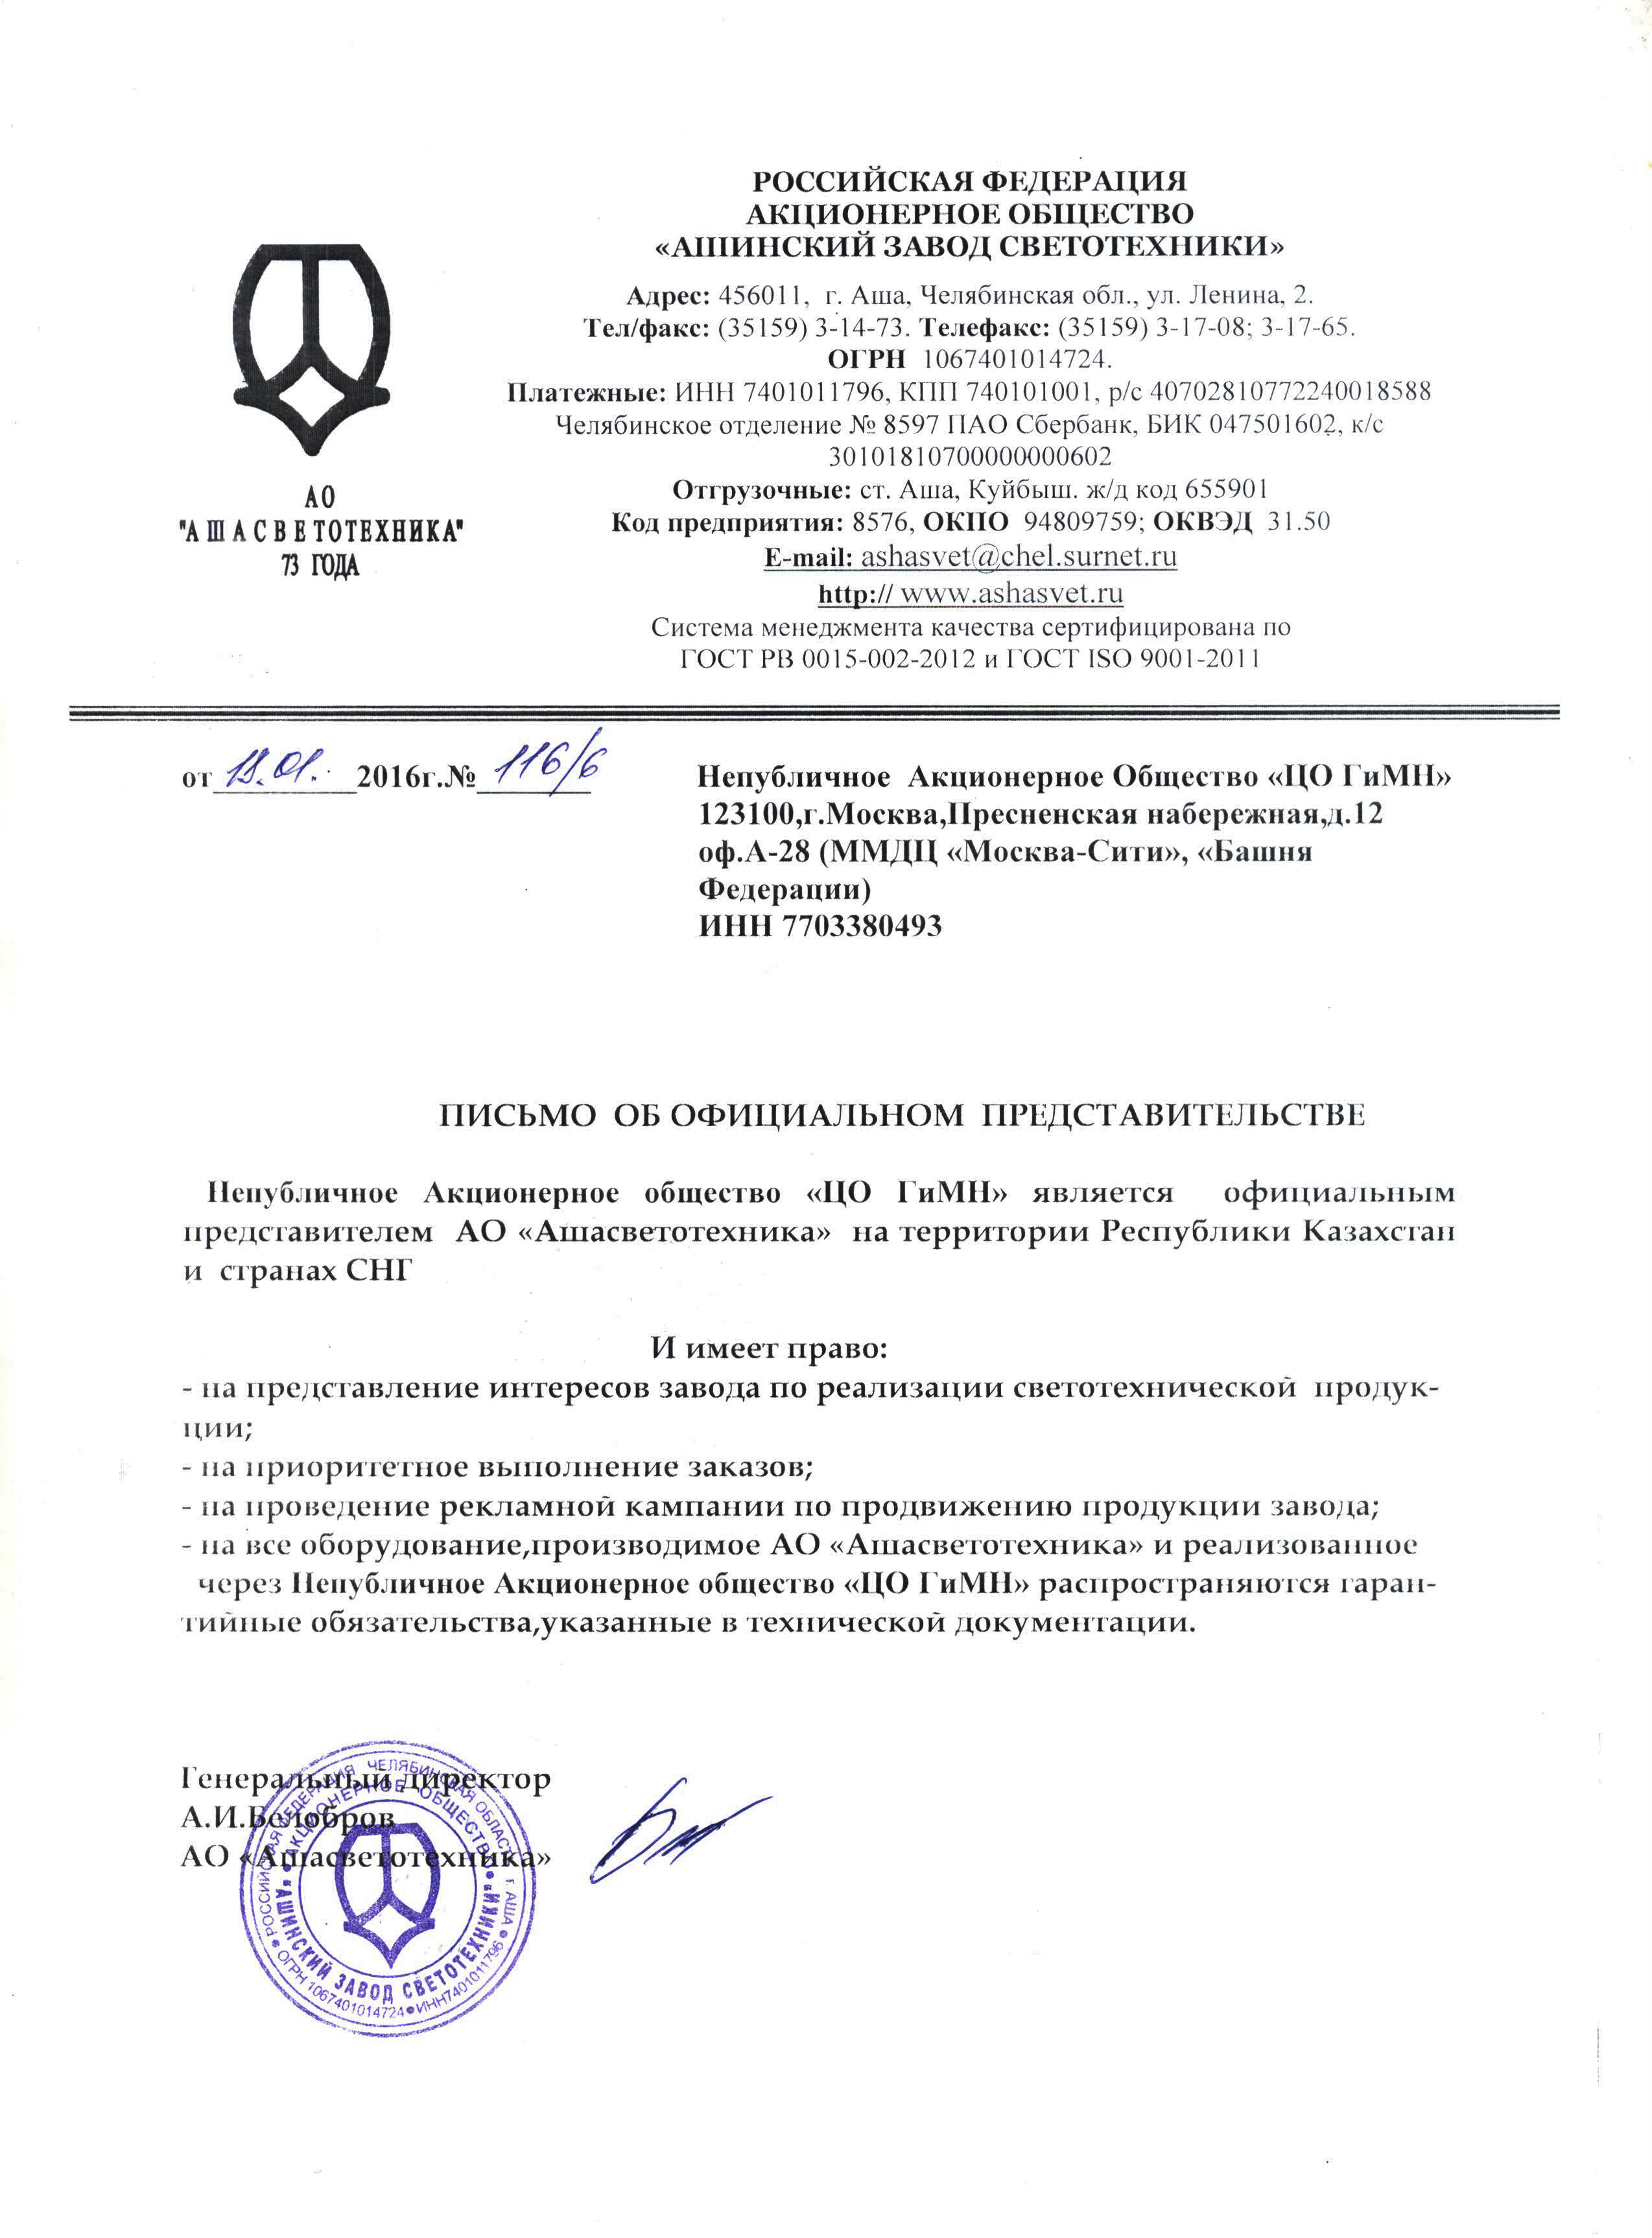 РОССИЙСКАЯ ФЕДЕРАЦИЯ
АКЦИОНЕРНОЕ ОБЩЕСТВО
«АШИНСКИЙ ЗАВОД СВЕТОТЕХНИКИ»
Адрес: 456011, г. Аша, Челябинская обл., ул. Ленина, 2.
Тел/факс: (35159) 3-14-73. Телефакс: (35159) 3-17-08; 3-17-65.
ОГРН 1067401014724.
Платежные: ИНН 7401011796, КПП 740101001, р/с 40702810772240018588
Челябинское отделение № 8597 ПАО Сбербанк, БИК 047501602, к/с
30101810700000000602
Отгрузочные: ст. Аша, Куйбыш. ж/д код 655901
Код предприятия: 8576, ОКПО 94809759; ОКВЭД 31.50
E-mail: ashasvet@chel.surnet.ru
http:// www.ashasvet.ru
Система менеджмента качества сертифицирована по
ГОСТ РВ 0015-002-2012 и ГОСТ ISO 9001-2011
АО
"АШАСВЕТОТЕХНИКА"
73 ГОДА
от 19.01. 2016г.№ 116/6
Непубличное Акционерное Общество «ЦО ГиМН»
123100,г.Москва,Пресненская набережная,д.12
оф.А-28 (ММДЦ «Москва-Сити», «Башня
Федерации)
ИНН 7703380493
ПИСЬМО ОБ ОФИЦИАЛЬНОМ ПРЕДСТАВИТЕЛЬСТВЕ
Непубличное Акционерное общество «ЦО ГиМН» является официальным
представителем АО «Ашасветотехника» на территории Республики Казахстан
и странах СНГ
И имеет право:
- на представление интересов завода по реализации светотехнической продук-
ции;
- на приоритетное выполнение заказов;
- на проведение рекламной кампании по продвижению продукции завода;
- на все оборудование,производимое АО «Ашасветотехника» и реализованное
через Непубличное Акционерное общество «ЦО ГиМН» распространяются гаран-
тийные обязательства,указанные в технической документации.
Генеральный директор
А.И.Белобров
АО «Ашасветотехника»
РОССИЙСКАЯ ФЕДЕРАЦИЯ ЧЕЛЯБИНСКАЯ ОБЛАСТЬ г. АША
ОГРН 1067401014724 • ИНН7401011796
АКЦИОНЕРНОЕ ОБЩЕСТВО
"АШИНСКИЙ ЗАВОД СВЕТОТЕХНИКИ"